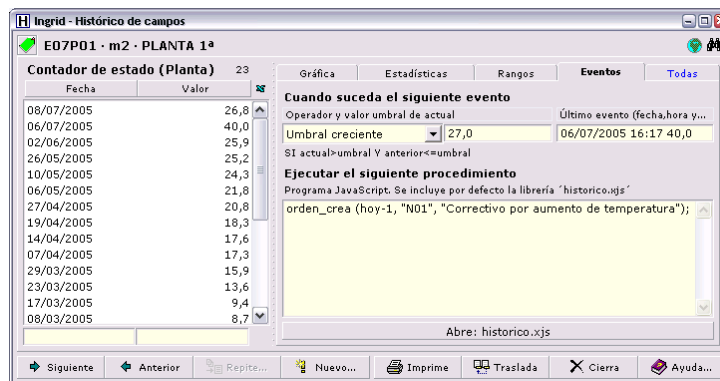 Ingrid - Histórico de campos
E07P01 · m2 · PLANTA 1ª
Contador de estado (Planta) 23
Fecha Valor
08/07/2005 26,8
06/07/2005 40,0
02/06/2005 25,9
26/05/2005 25,2
10/05/2005 24,3
06/05/2005 21,8
27/04/2005 20,8
19/04/2005 18,3
14/04/2005 17,6
07/04/2005 17,3
29/03/2005 15,9
23/03/2005 13,6
17/03/2005 9,4
08/03/2005 8,7
Gráfica Estadísticas Rangos Eventos Todas
Cuando suceda el siguiente evento
Operador y valor umbral de actual Último evento (fecha,hora y...
Umbral creciente 27,0 06/07/2005 16:17 40,0
SI actual>umbral Y anterior<=umbral
Ejecutar el siguiente procedimiento
Programa JavaScript. Se incluye por defecto la librería ´historico.xjs´
orden_crea (hoy-1, "N01", "Correctivo por aumento de temperatura");
Abre: historico.xjs
Siguiente Anterior Repite... Nuevo... Imprime Traslada Cierra Ayuda...